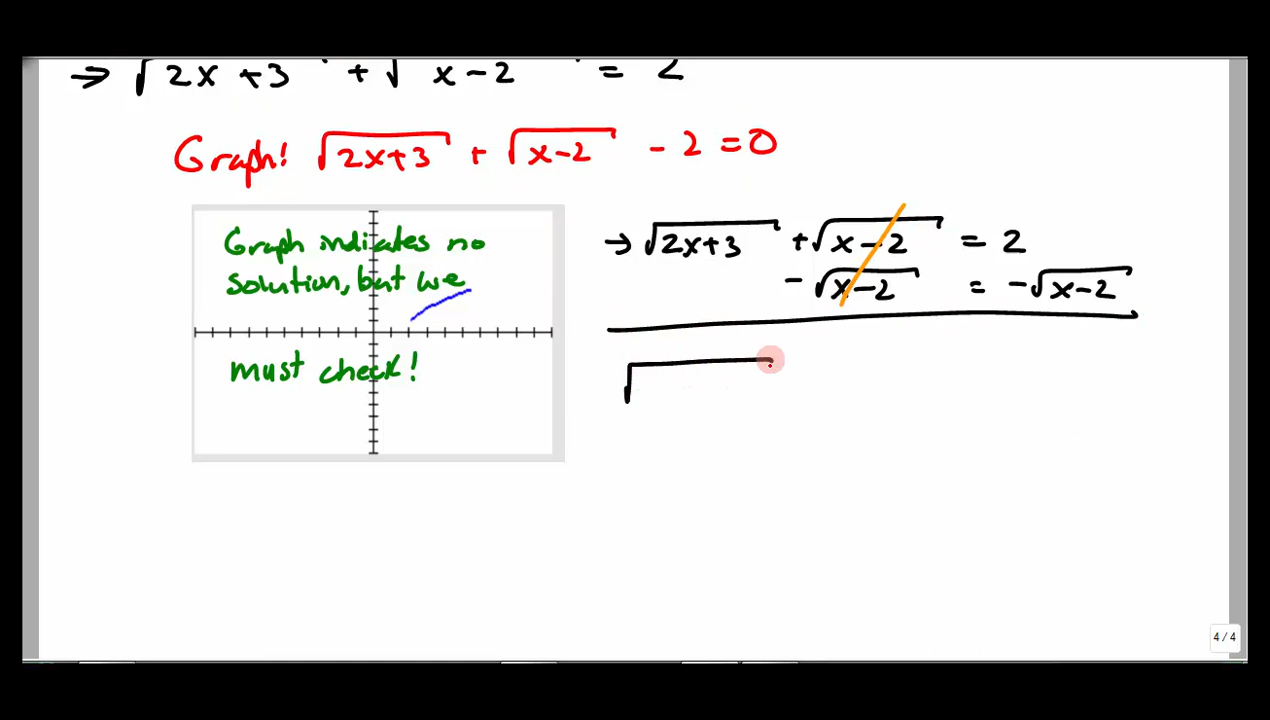 ⇒ √2x+3 + √x-2 = 2
Graph! √2x+3 + √x-2 - 2 = 0
Graph indicates no
solution, but we
must check!
→ √2x+3 + √x-2 = 2
- √x-2 = - √x-2
√
4 / 4